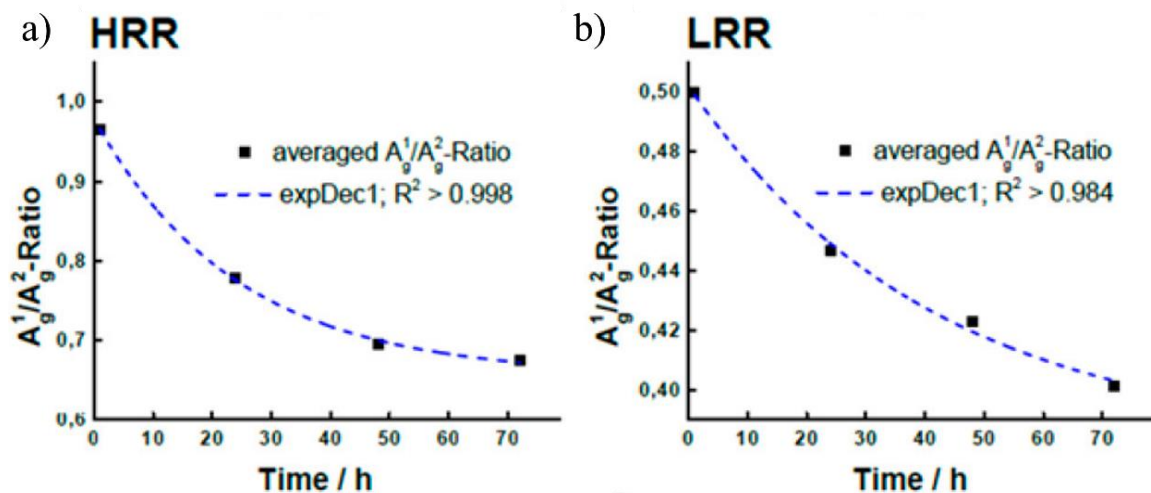 a) HRR
1,0
0,9
0,8
0,7
0,6
A¹g/A²g-Ratio
averaged A¹g/A²g-Ratio
expDec1; R² > 0.998
0 10 20 30 40 50 60 70
Time / h
b) LRR
0,50
0,48
0,46
0,44
0,42
0,40
A¹g/A²g-Ratio
averaged A¹g/A²g-Ratio
expDec1; R² > 0.984
0 10 20 30 40 50 60 70
Time / h